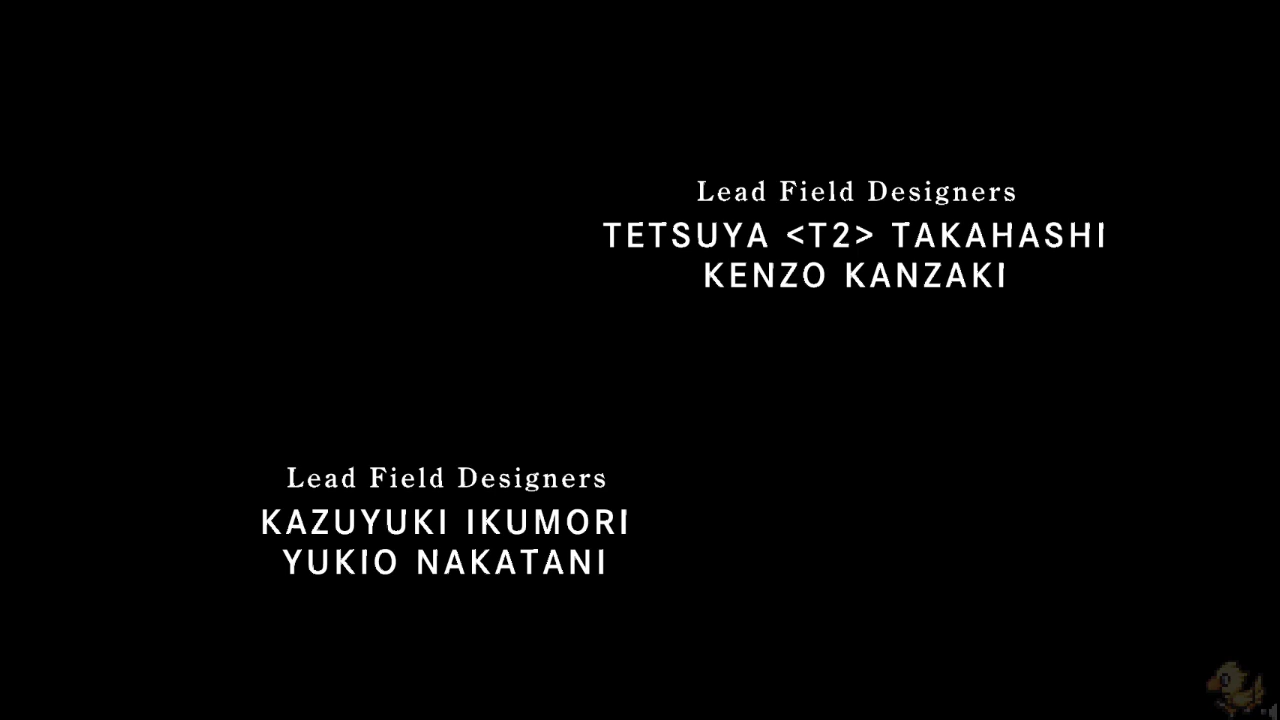 Lead Field Designers
TETSUYA <T2> TAKAHASHI
KENZO KANZAKI
Lead Field Designers
KAZUYUKI IKUMORI
YUKIO NAKATANI